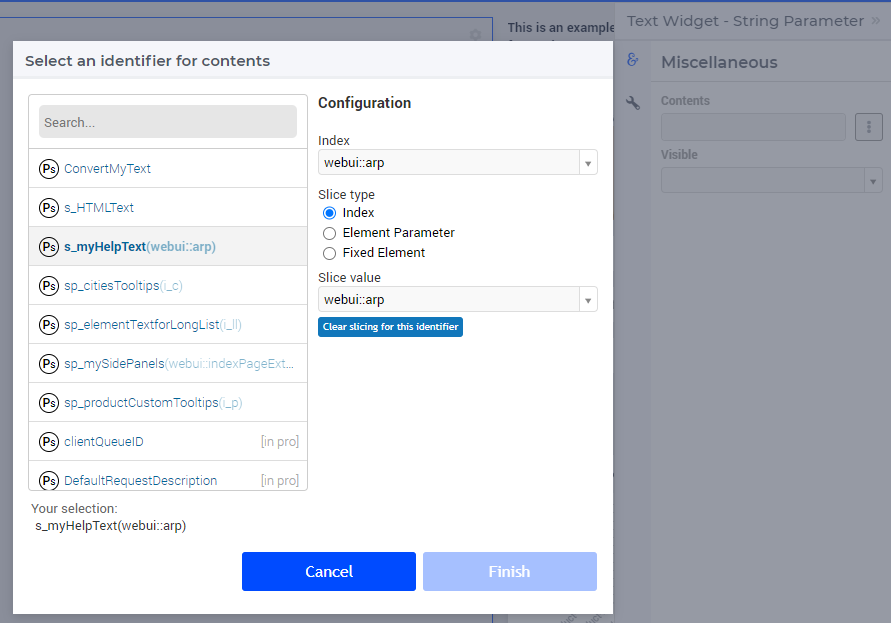 This is an example
Text Widget - String Parameter »
Select an identifier for contents
Miscellaneous
Contents
Visible
Search...
Ps ConvertMyText
Ps s_HTMLText
Ps s_myHelpText(webui::arp)
Ps sp_citiesTooltips(i_c)
Ps sp_elementTextforLongList(i_ll)
Ps sp_mySidePanels(webui::indexPageExt...
Ps sp_productCustomTooltips(i_p)
Ps clientQueueID [in pro]
Ps DefaultRequestDescription [in pro]
Configuration
Index
webui::arp
Slice type
Index
Element Parameter
Fixed Element
Slice value
webui::arp
Clear slicing for this identifier
Your selection:
s_myHelpText(webui::arp)
Cancel
Finish